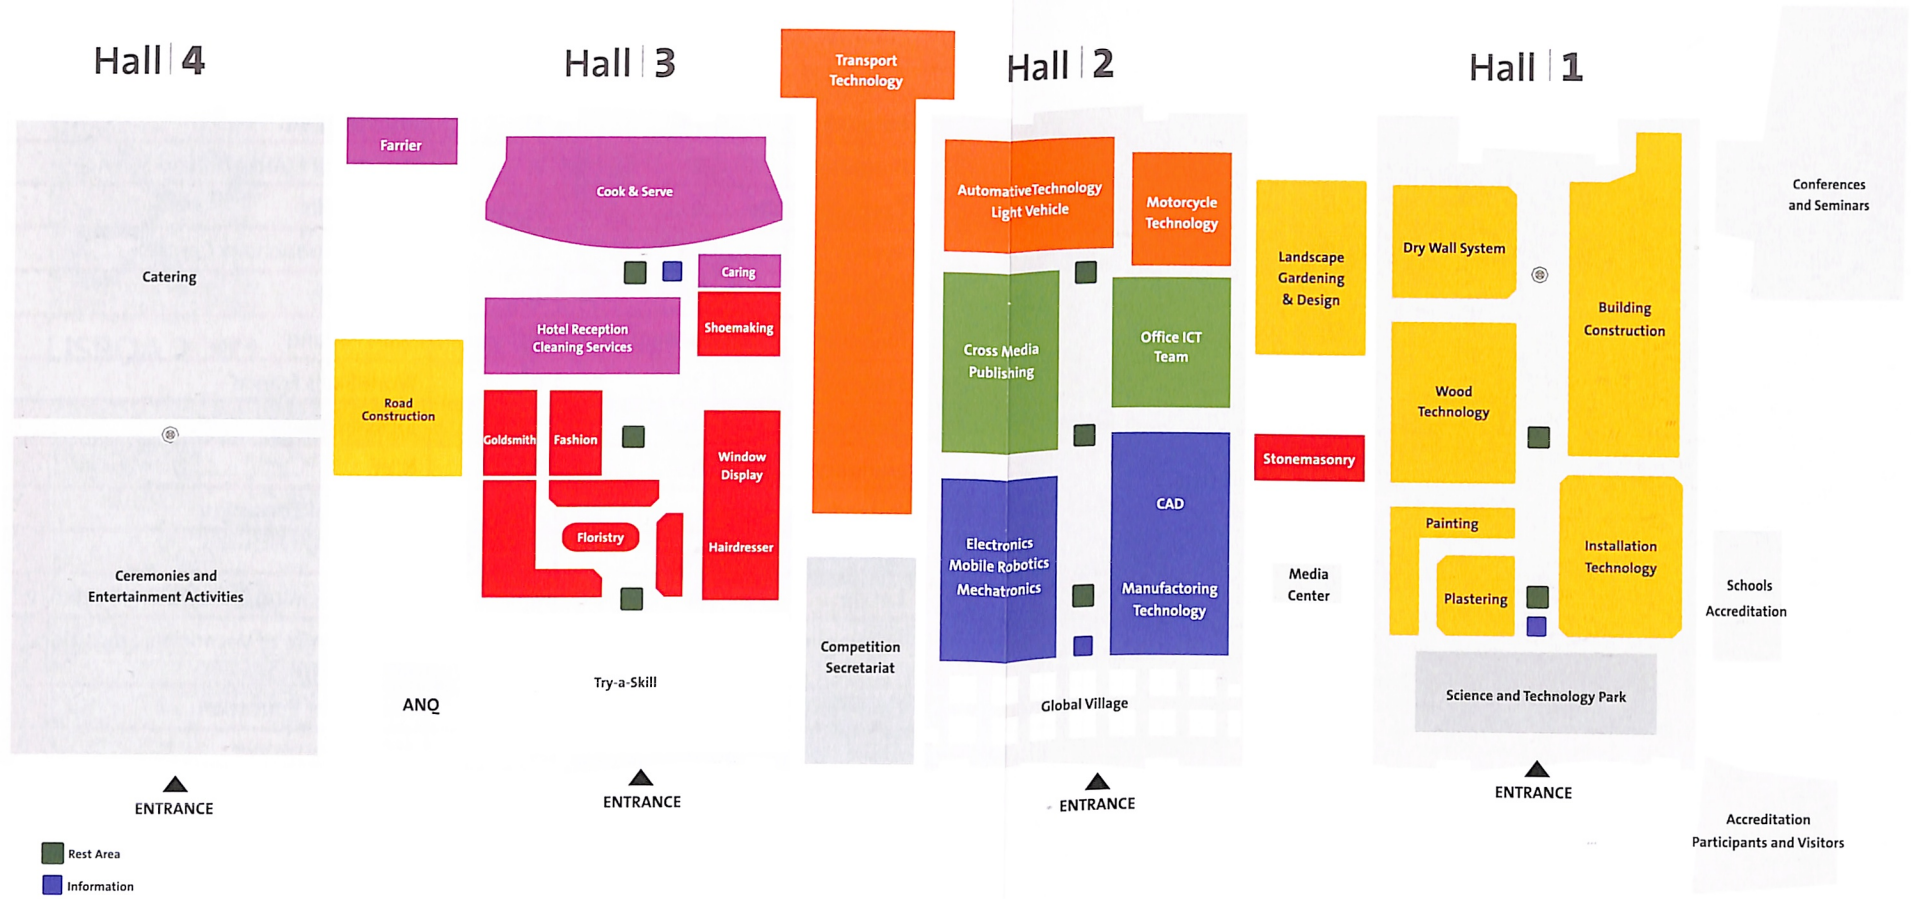 Hall | 4
Hall | 3
Hall | 2
Hall | 1
Catering
Ceremonies and
Entertainment Activities
ENTRANCE
Farrier
Road
Construction
ANQ
Cook & Serve
Caring
Hotel Reception
Cleaning Services
Shoemaking
Goldsmith
Fashion
Window
Display
Floristry
Hairdresser
Try-a-Skill
ENTRANCE
Transport
Technology
Competition
Secretariat
AutomativeTechnology
Light Vehicle
Motorcycle
Technology
Cross Media
Publishing
Office ICT
Team
Electronics
Mobile Robotics
Mechatronics
CAD
Manufactoring
Technology
Global Village
ENTRANCE
Landscape
Gardening
& Design
Stonemasonry
Media
Center
Dry Wall System
Building
Construction
Wood
Technology
Painting
Plastering
Installation
Technology
Science and Technology Park
ENTRANCE
Conferences
and Seminars
Schools
Accreditation
Accreditation
Participants and Visitors
Rest Area
Information